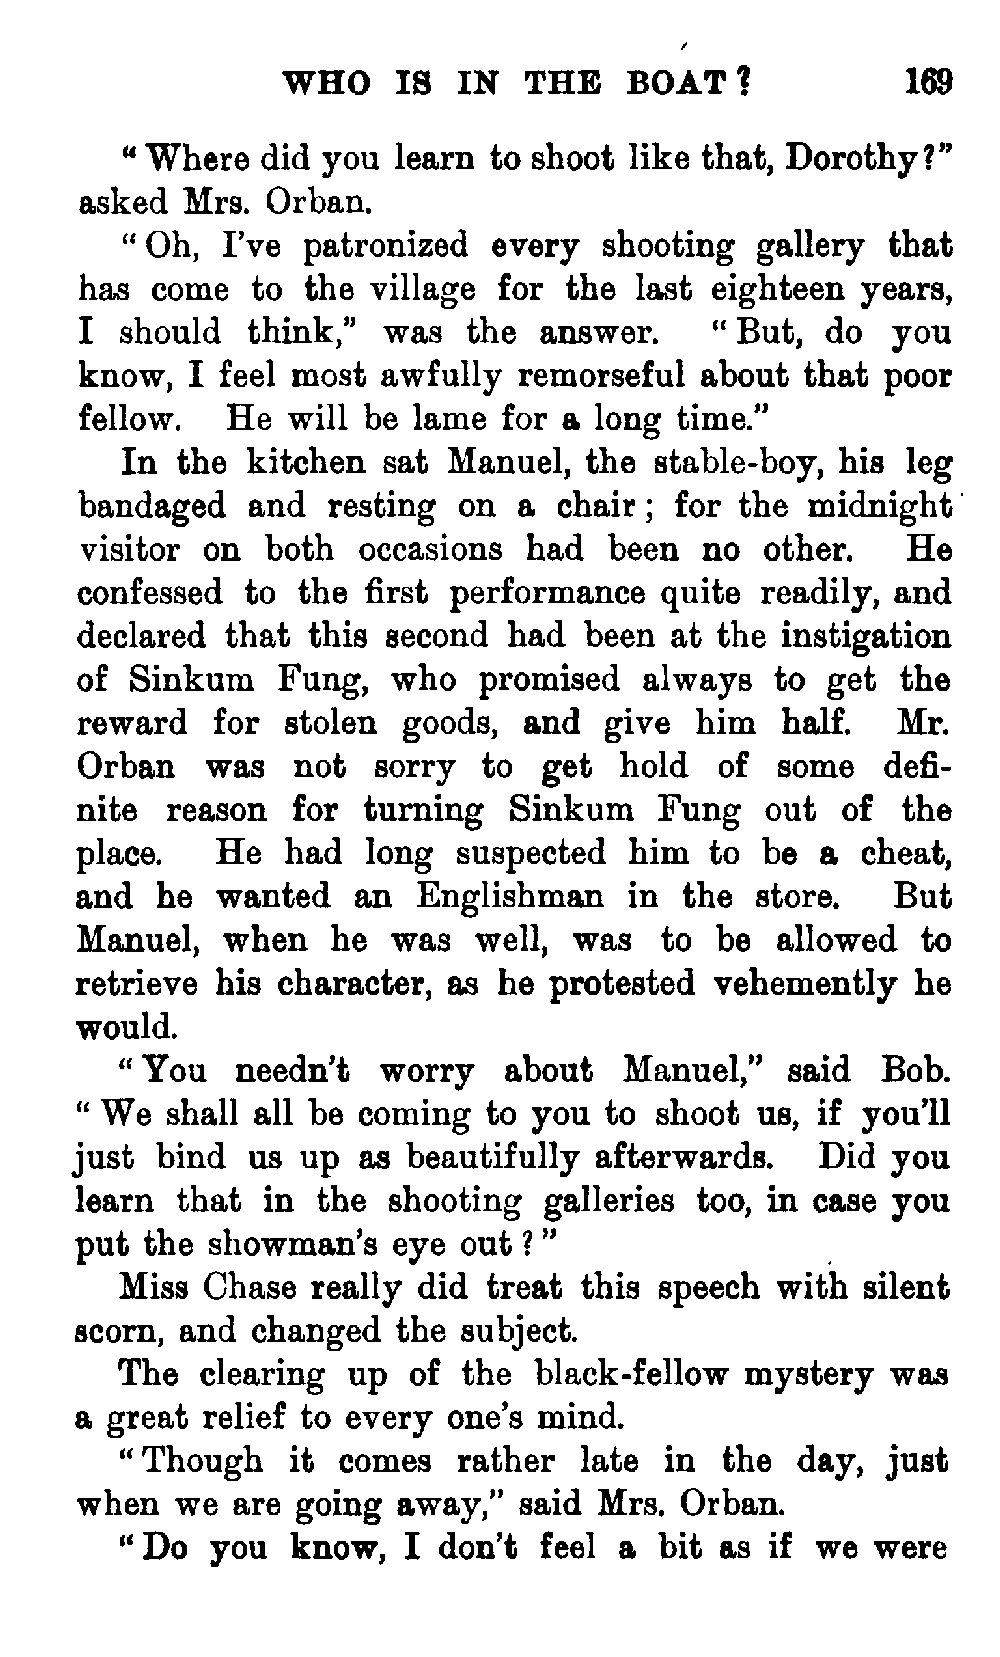 WHO IS IN THE BOAT? 169
"Where did you learn to shoot like that, Dorothy?"
asked Mrs. Orban.
"Oh, I've patronized every shooting gallery that
has come to the village for the last eighteen years,
I should think," was the answer. "But, do you
know, I feel most awfully remorseful about that poor
fellow. He will be lame for a long time."
In the kitchen sat Manuel, the stable-boy, his leg
bandaged and resting on a chair; for the midnight
visitor on both occasions had been no other. He
confessed to the first performance quite readily, and
declared that this second had been at the instigation
of Sinkum Fung, who promised always to get the
reward for stolen goods, and give him half. Mr.
Orban was not sorry to get hold of some defi-
nite reason for turning Sinkum Fung out of the
place. He had long suspected him to be a cheat,
and he wanted an Englishman in the store. But
Manuel, when he was well, was to be allowed to
retrieve his character, as he protested vehemently he
would.
"You needn't worry about Manuel," said Bob.
"We shall all be coming to you to shoot us, if you'll
just bind us up as beautifully afterwards. Did you
learn that in the shooting galleries too, in case you
put the showman's eye out?"
Miss Chase really did treat this speech with silent
scorn, and changed the subject.
The clearing up of the black-fellow mystery was
a great relief to every one's mind.
"Though it comes rather late in the day, just
when we are going away," said Mrs. Orban.
"Do you know, I don't feel a bit as if we were